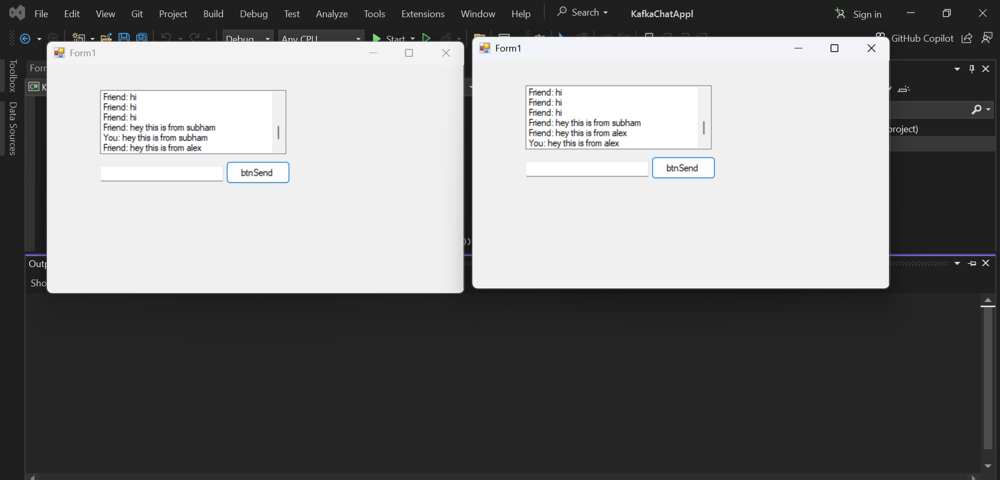 File Edit View Git Project Build Debug Test Analyze Tools Extensions Window Help Search KafkaChatAppl Sign in
Debug Any CPU Start GitHub Copilot
Form1
Friend: hi
Friend: hi
Friend: hi
Friend: hey this is from subham
You: hey this is from subham
Friend: hey this is from alex
btnSend
Form1
Friend: hi
Friend: hi
Friend: hi
Friend: hey this is from subham
Friend: hey this is from alex
You: hey this is from alex
btnSend
Toolbox
Data Sources
Forr
C# K
project)
Outp
Sho